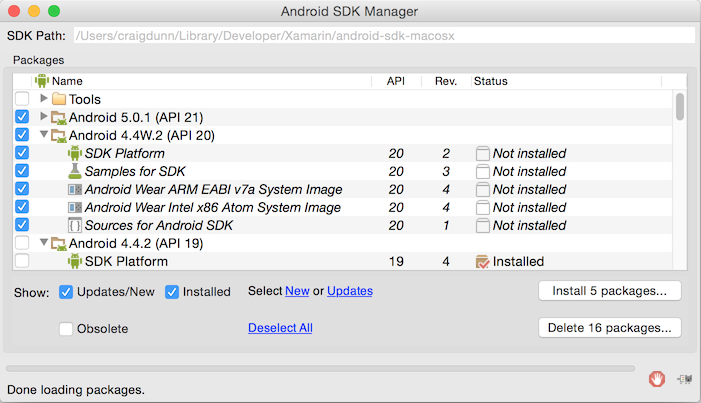 Android SDK Manager
SDK Path: /Users/craigdunn/Library/Developer/Xamarin/android-sdk-macosx
Packages
Name API Rev. Status
Tools
Android 5.0.1 (API 21)
Android 4.4W.2 (API 20)
SDK Platform 20 2 Not installed
Samples for SDK 20 3 Not installed
Android Wear ARM EABI v7a System Image 20 4 Not installed
Android Wear Intel x86 Atom System Image 20 4 Not installed
Sources for Android SDK 20 1 Not installed
Android 4.4.2 (API 19)
SDK Platform 19 4 Installed
Show: Updates/New Installed Select New or Updates Install 5 packages...
Obsolete Deselect All Delete 16 packages...
Done loading packages.